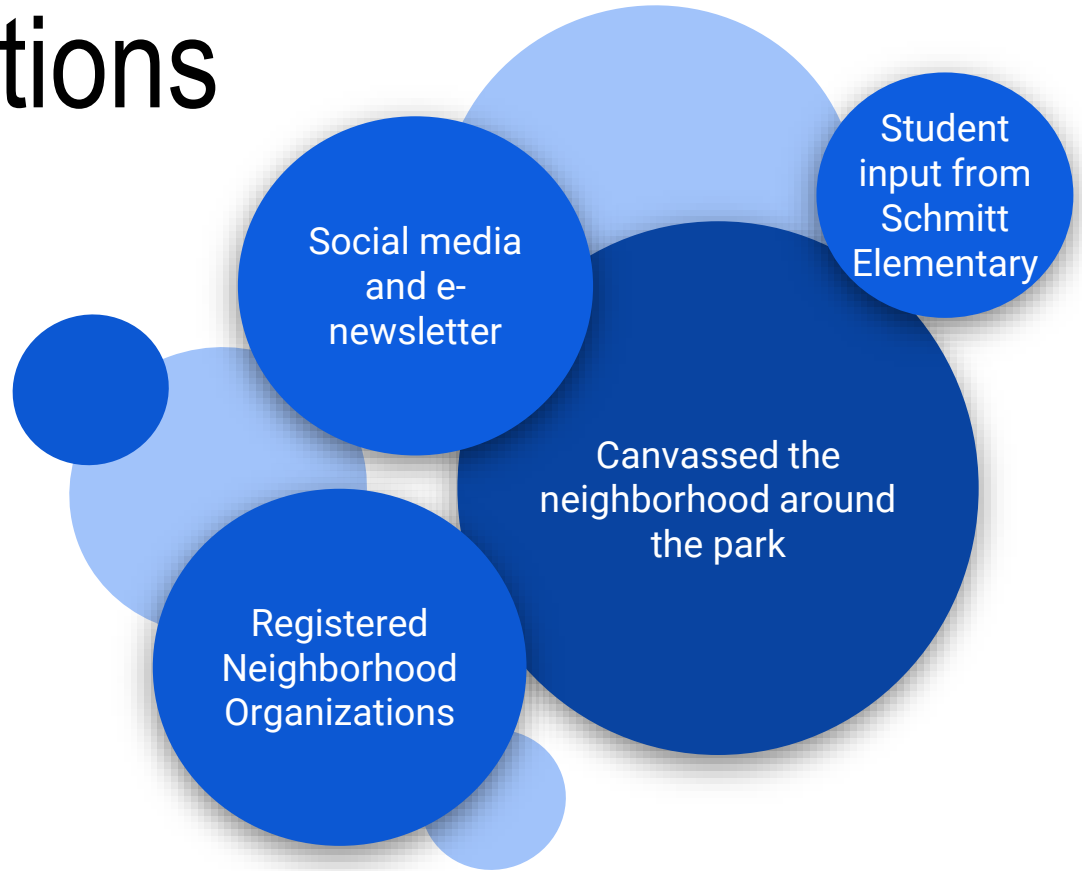 tions
Student
input from
Schmitt
Elementary
Social media
and e-
newsletter
Canvassed the
neighborhood around
the park
Registered
Neighborhood
Organizations